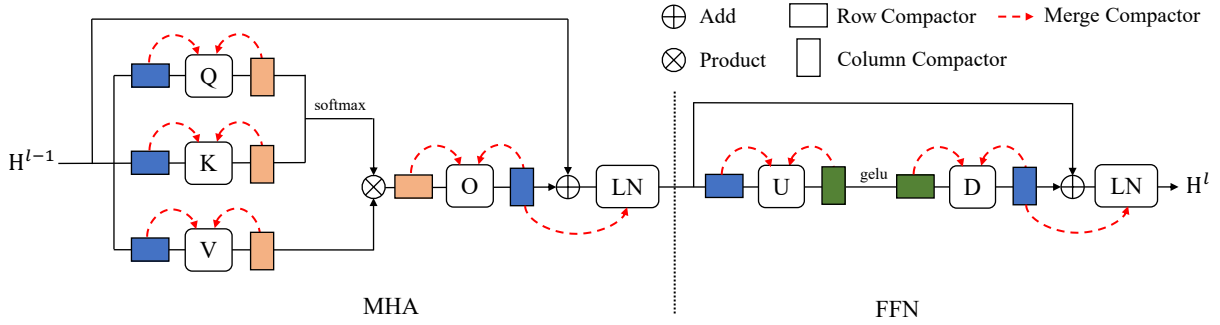 Add
Row Compactor
Merge Compactor
Product
Column Compactor
Q
softmax
H^{l-1}
K
O
LN
U
gelu
D
LN
H^l
V
MHA
FFN